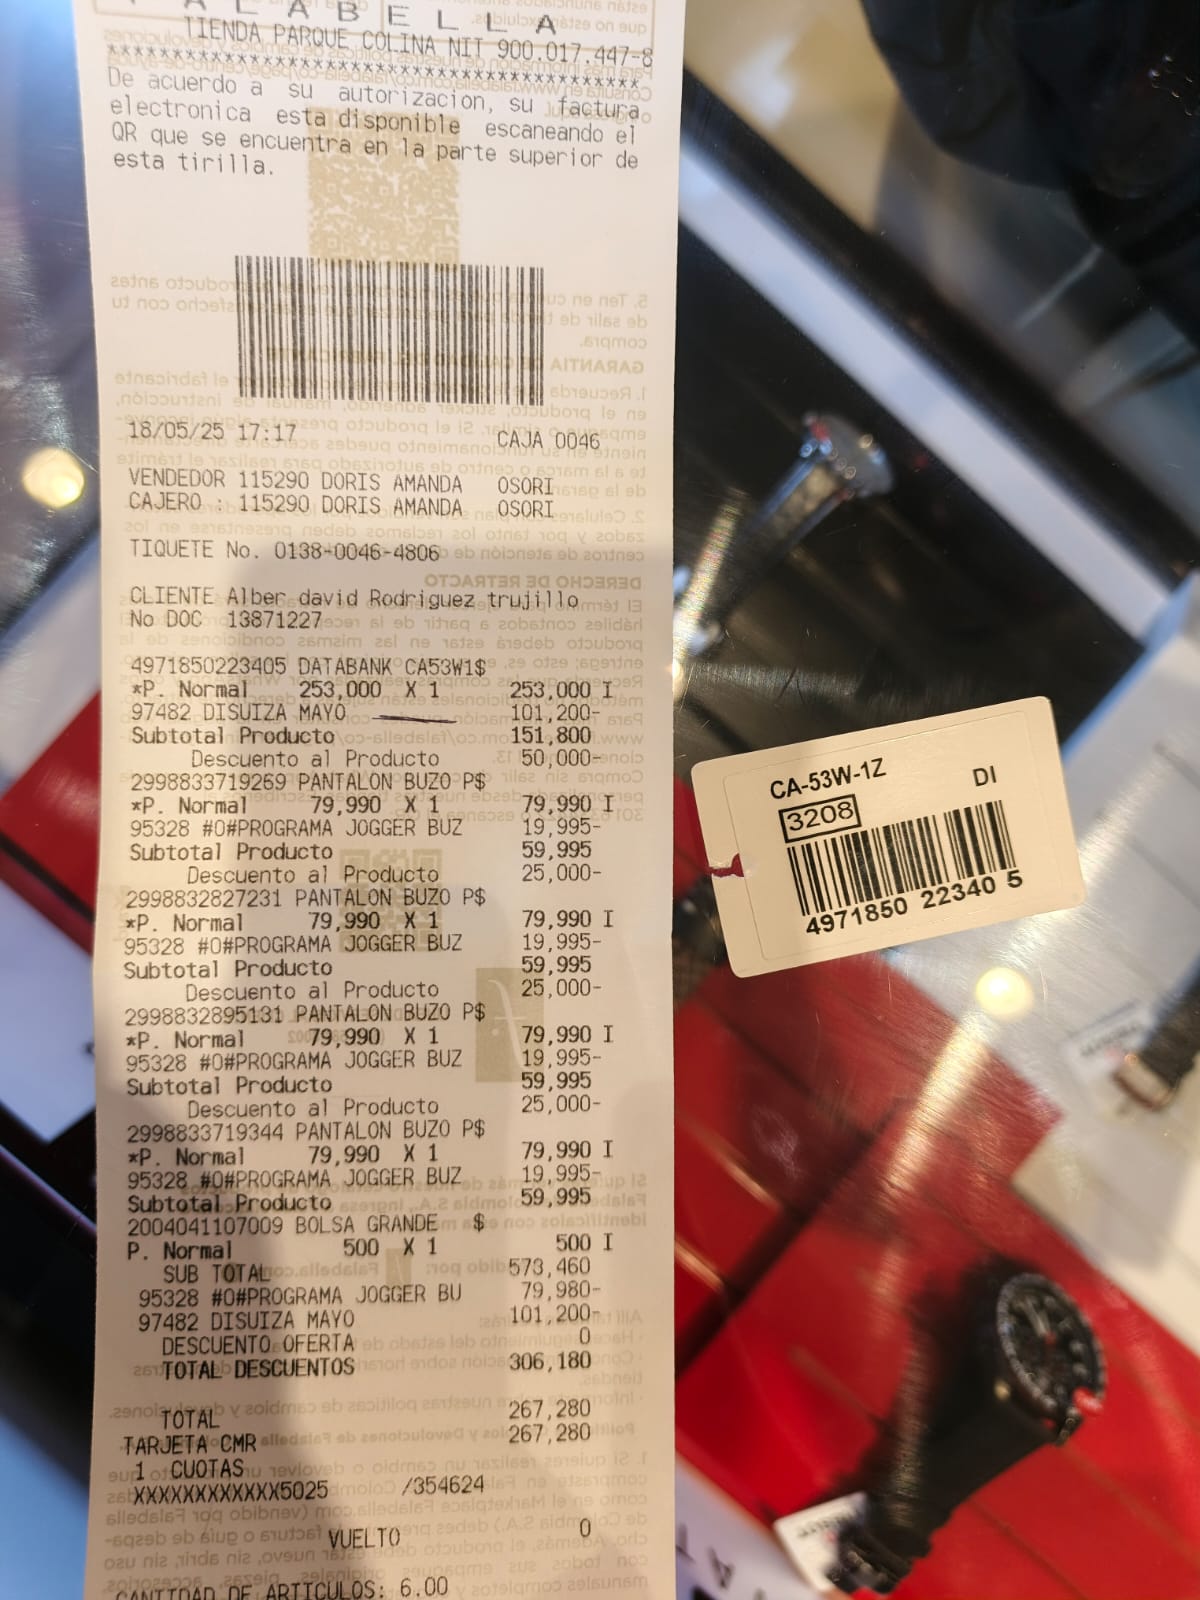 FALABELLA
TIENDA PARQUE COLINA NIT 900.017.447-8
****************************************
De acuerdo a su autorizacion, su factura
electronica esta disponible escaneando el
QR que se encuentra en la parte superior de
esta tirilla.
18/05/25 17:17 CAJA 0046
VENDEDOR 115290 DORIS AMANDA OSORI
CAJERO : 115290 DORIS AMANDA OSORI
TIQUETE No. 0138-0046-4806
CLIENTE Alber david Rodriguez trujillo
No DOC 13871227
4971850223405 DATABANK CA53W1$
*P. Normal 253,000 X 1 253,000 I
97482 DISUIZA MAYO 101,200-
Subtotal Producto 151,800
Descuento al Producto 50,000-
2998833719269 PANTALON BUZO P$
*P. Normal 79,990 X 1 79,990 I
95328 #0#PROGRAMA JOGGER BUZ 19,995-
Subtotal Producto 59,995
Descuento al Producto 25,000-
2998832827231 PANTALON BUZO P$
*P. Normal 79,990 X 1 79,990 I
95328 #0#PROGRAMA JOGGER BUZ 19,995-
Subtotal Producto 59,995
Descuento al Producto 25,000-
2998832895131 PANTALON BUZO P$
*P. Normal 79,990 X 1 79,990 I
95328 #0#PROGRAMA JOGGER BUZ 19,995-
Subtotal Producto 59,995
Descuento al Producto 25,000-
2998833719344 PANTALON BUZO P$
*P. Normal 79,990 X 1 79,990 I
95328 #0#PROGRAMA JOGGER BUZ 19,995-
Subtotal Producto 59,995
2004041107009 BOLSA GRANDE $
P. Normal 500 X 1 500 I
SUB TOTAL 573,460
95328 #0#PROGRAMA JOGGER BU 79,980-
97482 DISUIZA MAYO 101,200-
DESCUENTO OFERTA 0
TOTAL DESCUENTOS 306,180
TOTAL 267,280
TARJETA CMR 267,280
1 CUOTAS
XXXXXXXXXXXX5025 /354624
VUELTO 0
CANTIDAD DE ARTICULOS: 6.00
CA-53W-1Z DI
3208
4971850 22340 5